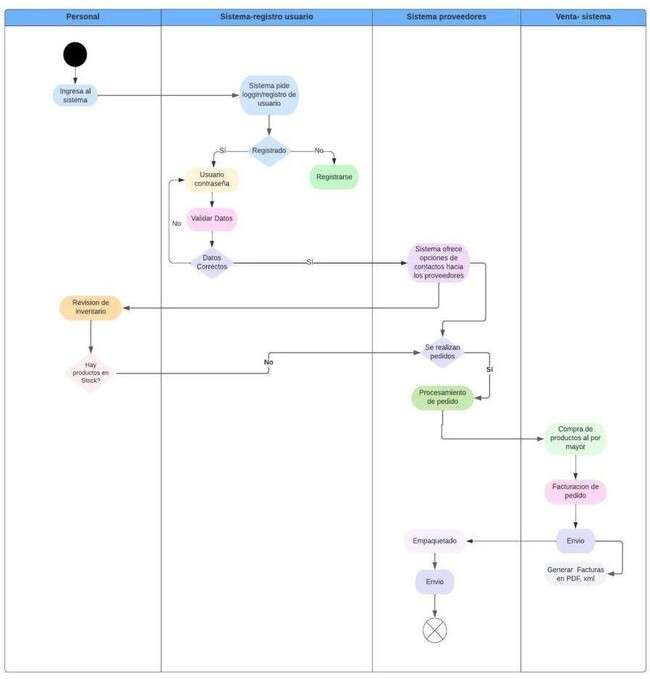 Personal
Sistema-registro usuario
Sistema proveedores
Venta- sistema
Ingresa al
sistema
Sistema pide
loggin/registro de
usuario
Registrado
Sí
No
Usuario
contraseña
Registrarse
Validar Datos
No
Datos
Correctos
Sí
Sistema ofrece
opciones de
contactos hacia
los proveedores
Revision de
inventario
Hay
productos en
Stock?
No
Se realizan
pedidos
Sí
Procesamiento
de pedido
Compra de
productos al por
mayor
Facturacion de
pedido
Envio
Empaquetado
Generar Facturas
en PDF, xml
Envio